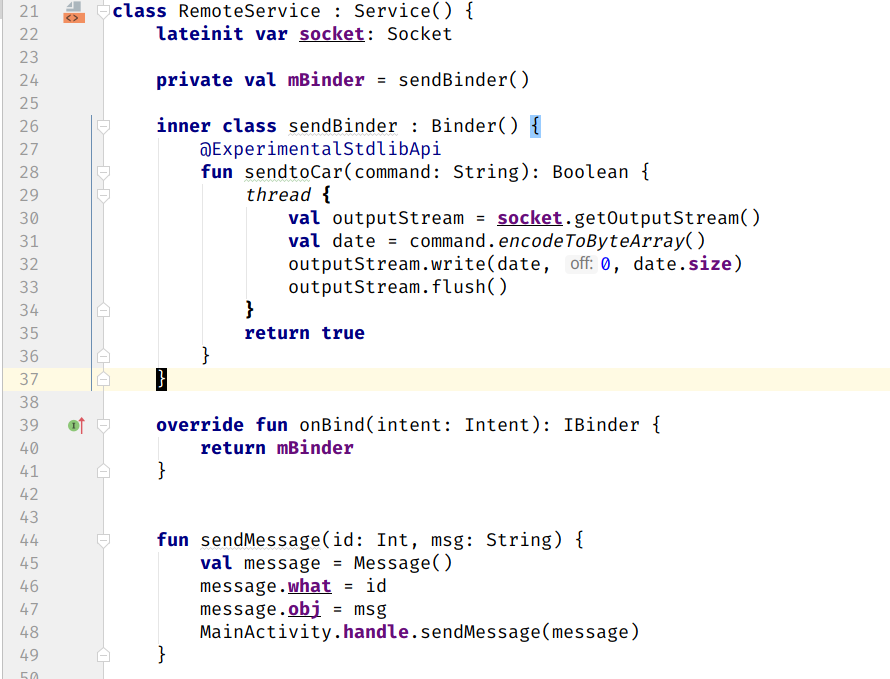 21 class RemoteService : Service() {
22 lateinit var socket: Socket
23
24 private val mBinder = sendBinder()
25
26 inner class sendBinder : Binder() {
27 @ExperimentalStdlibApi
28 fun sendtoCar(command: String): Boolean {
29 thread {
30 val outputStream = socket.getOutputStream()
31 val date = command.encodeToByteArray()
32 outputStream.write(date, off: 0, date.size)
33 outputStream.flush()
34 }
35 return true
36 }
37 }
38
39 override fun onBind(intent: Intent): IBinder {
40 return mBinder
41 }
42
43
44 fun sendMessage(id: Int, msg: String) {
45 val message = Message()
46 message.what = id
47 message.obj = msg
48 MainActivity.handle.sendMessage(message)
49 }
50